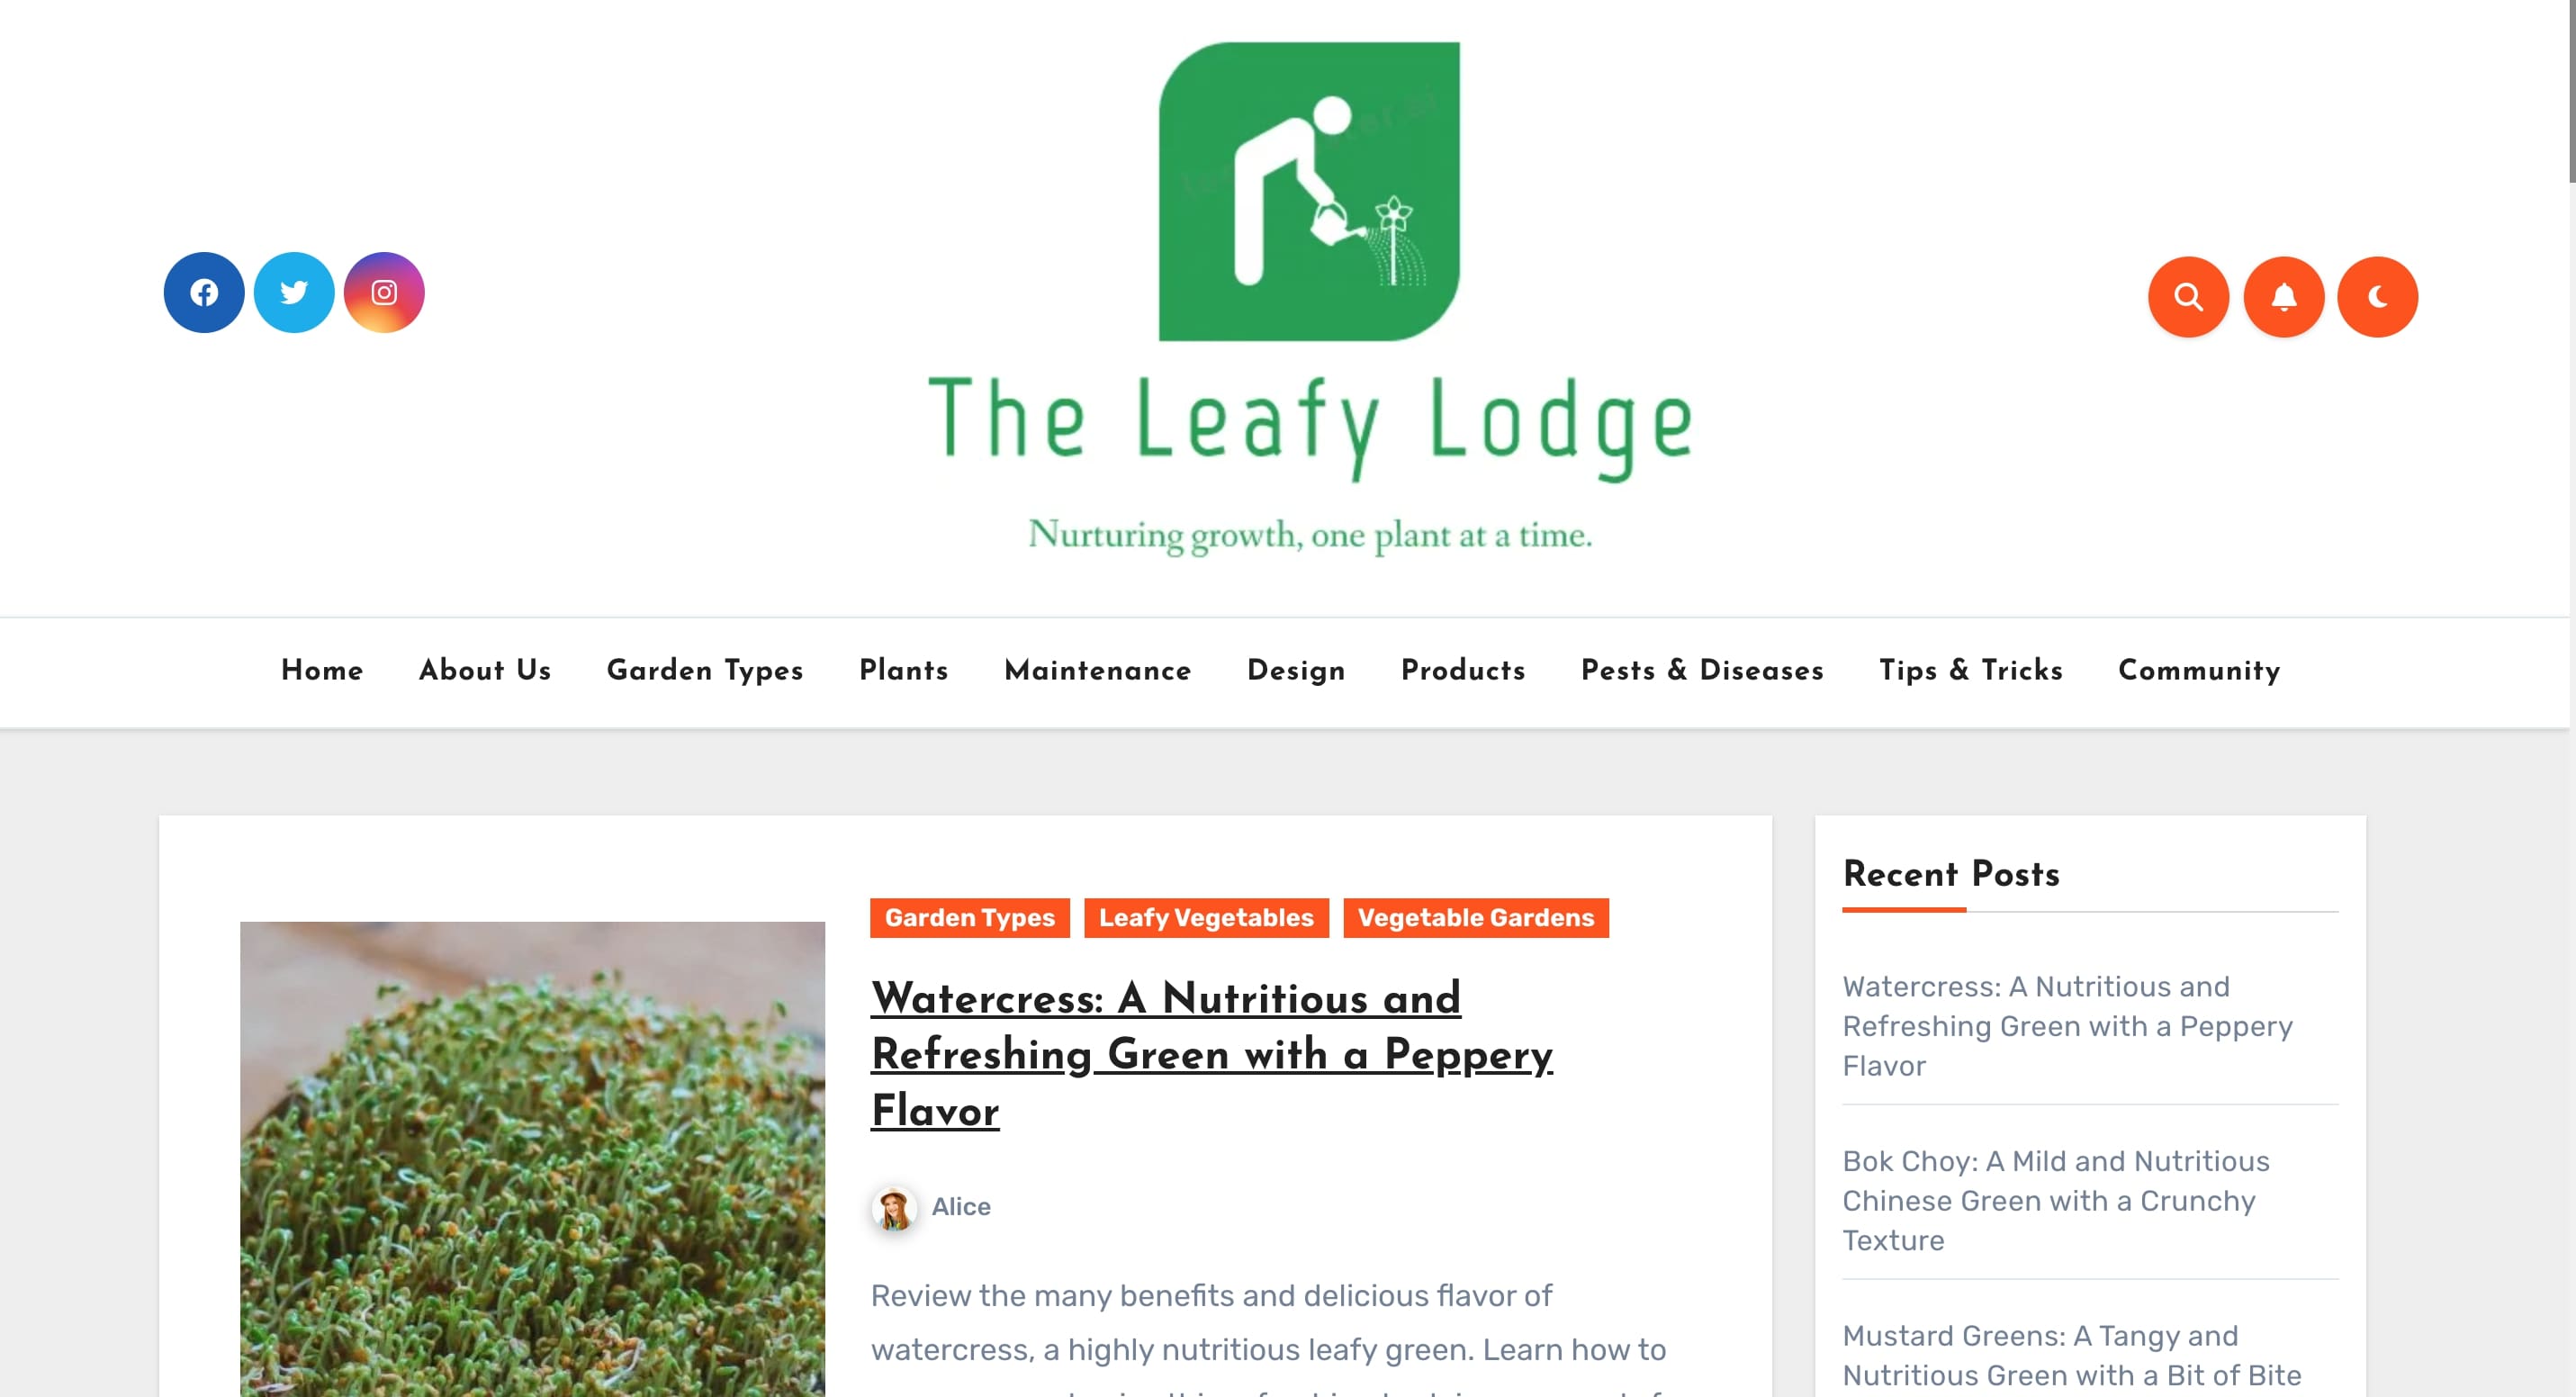 The Leafy Lodge
Nurturing growth, one plant at a time.
Home About Us Garden Types Plants Maintenance Design Products Pests & Diseases Tips & Tricks Community
Garden Types Leafy Vegetables Vegetable Gardens
Watercress: A Nutritious and
Refreshing Green with a Peppery
Flavor
Alice
Review the many benefits and delicious flavor of
watercress, a highly nutritious leafy green. Learn how to
Recent Posts
Watercress: A Nutritious and
Refreshing Green with a Peppery
Flavor
Bok Choy: A Mild and Nutritious
Chinese Green with a Crunchy
Texture
Mustard Greens: A Tangy and
Nutritious Green with a Bit of Bite